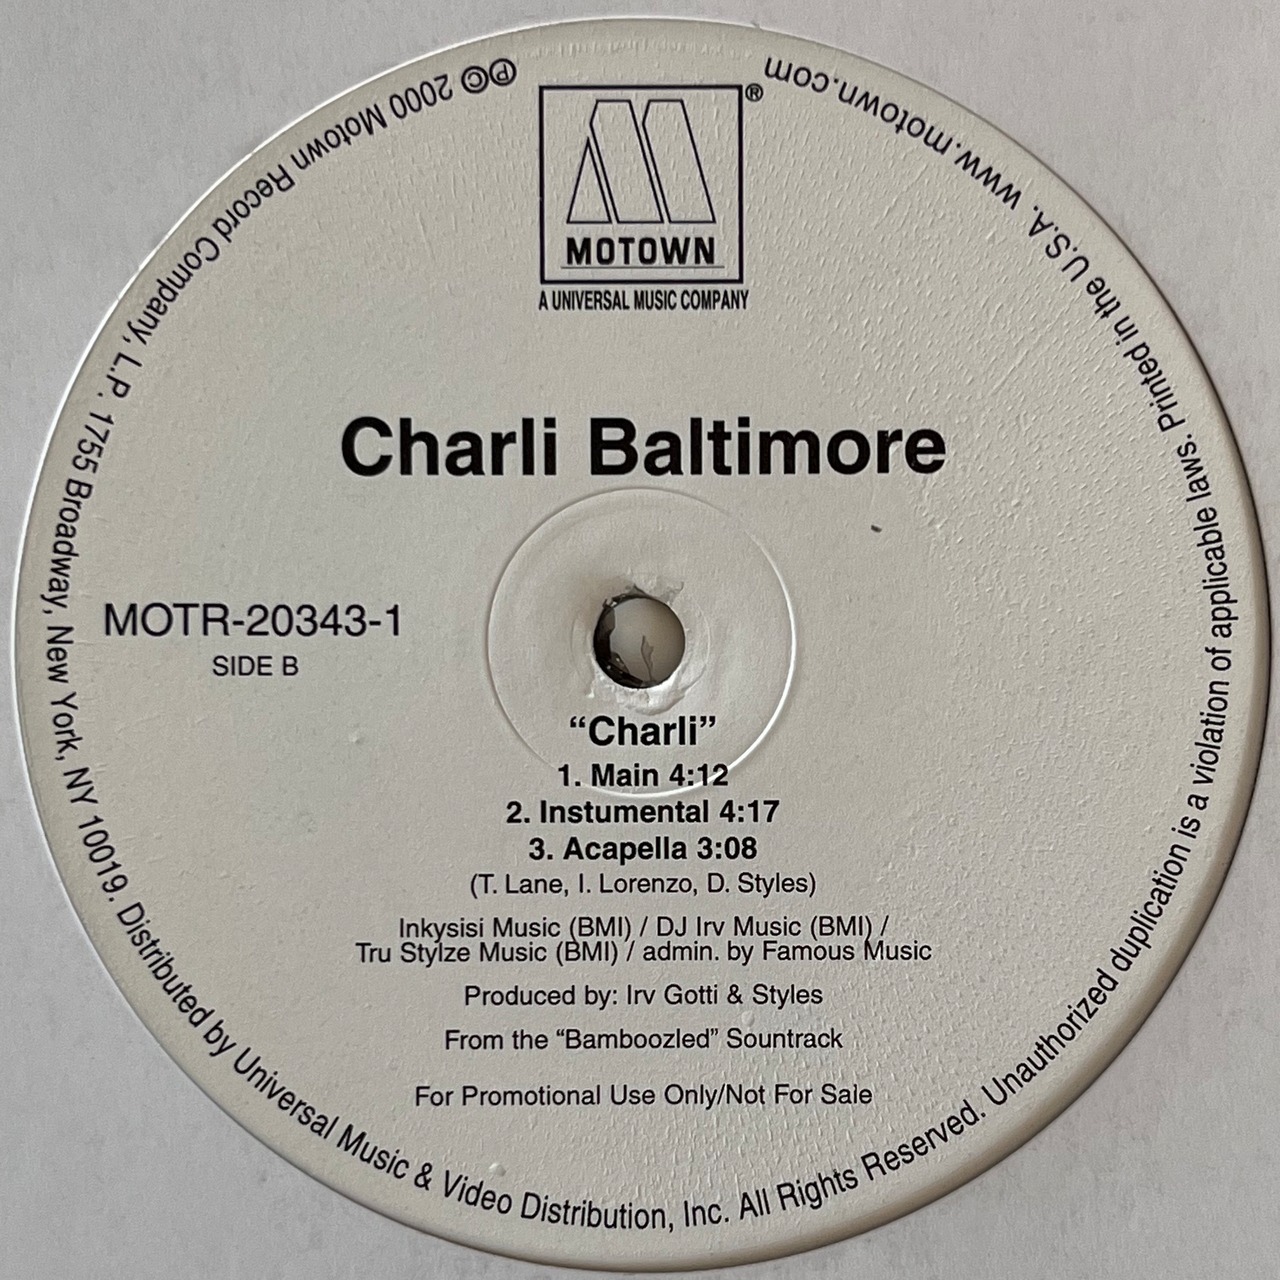 MOTOWN®
A UNIVERSAL MUSIC COMPANY
Charli Baltimore
MOTR-20343-1
SIDE B
“Charli”
1. Main 4:12
2. Instumental 4:17
3. Acapella 3:08
(T. Lane, I. Lorenzo, D. Styles)
Inkysisi Music (BMI) / DJ Irv Music (BMI) /
Tru Stylze Music (BMI) / admin. by Famous Music
Produced by: Irv Gotti & Styles
From the “Bamboozled” Sountrack
For Promotional Use Only/Not For Sale
℗© 2000 Motown Record Company, L.P. 1755 Broadway, New York, NY 10019. Distributed by Universal Music & Video Distribution, Inc. All Rights Reserved. Unauthorized duplication is a violation of applicable laws. Printed in the U.S.A. www.motown.com